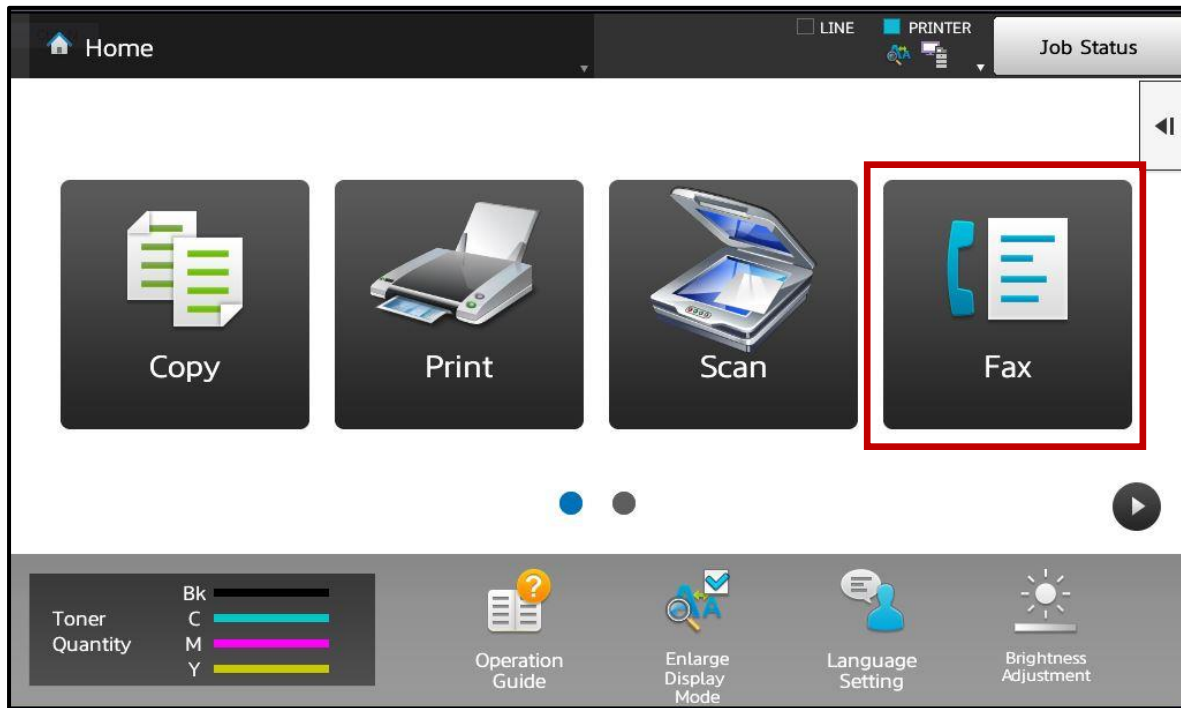 Home
LINE
PRINTER
Job Status
Copy
Print
Scan
Fax
Toner
Quantity
Bk
C
M
Y
Operation
Guide
Enlarge
Display
Mode
Language
Setting
Brightness
Adjustment